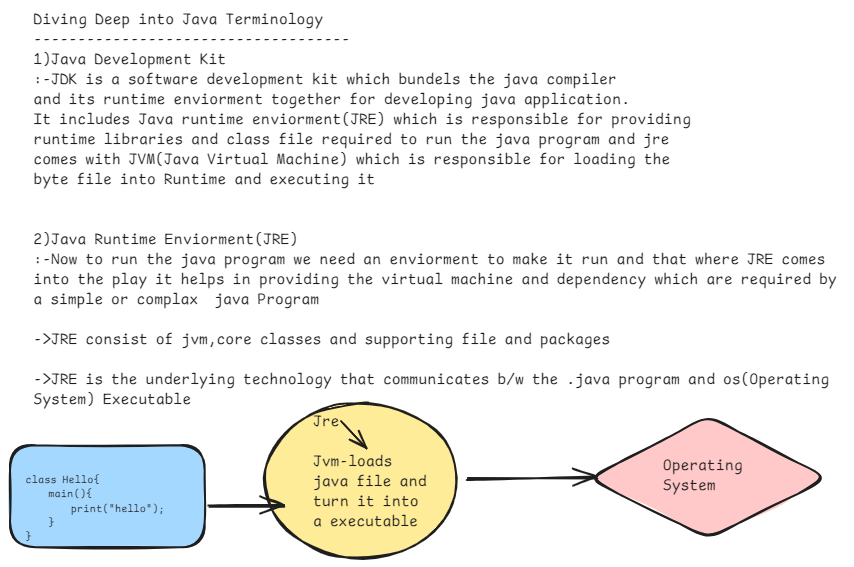 Diving Deep into Java Terminology
-----------------------------------
1)Java Development Kit
:-JDK is a software development kit which bundels the java compiler
and its runtime enviorment together for developing java application.
It includes Java runtime enviorment(JRE) which is responsible for providing
runtime libraries and class file required to run the java program and jre
comes with JVM(Java Virtual Machine) which is responsible for loading the
byte file into Runtime and executing it
2)Java Runtime Enviorment(JRE)
:-Now to run the java program we need an enviorment to make it run and that where JRE comes
into the play it helps in providing the virtual machine and dependency which are required by
a simple or complax  java Program
->JRE consist of jvm,core classes and supporting file and packages
->JRE is the underlying technology that communicates b/w the .java program and os(Operating
System) Executable
class Hello{
    main(){
        print("hello");
    }
}
Jre
Jvm-loads
java file and
turn it into
a executable
Operating
System